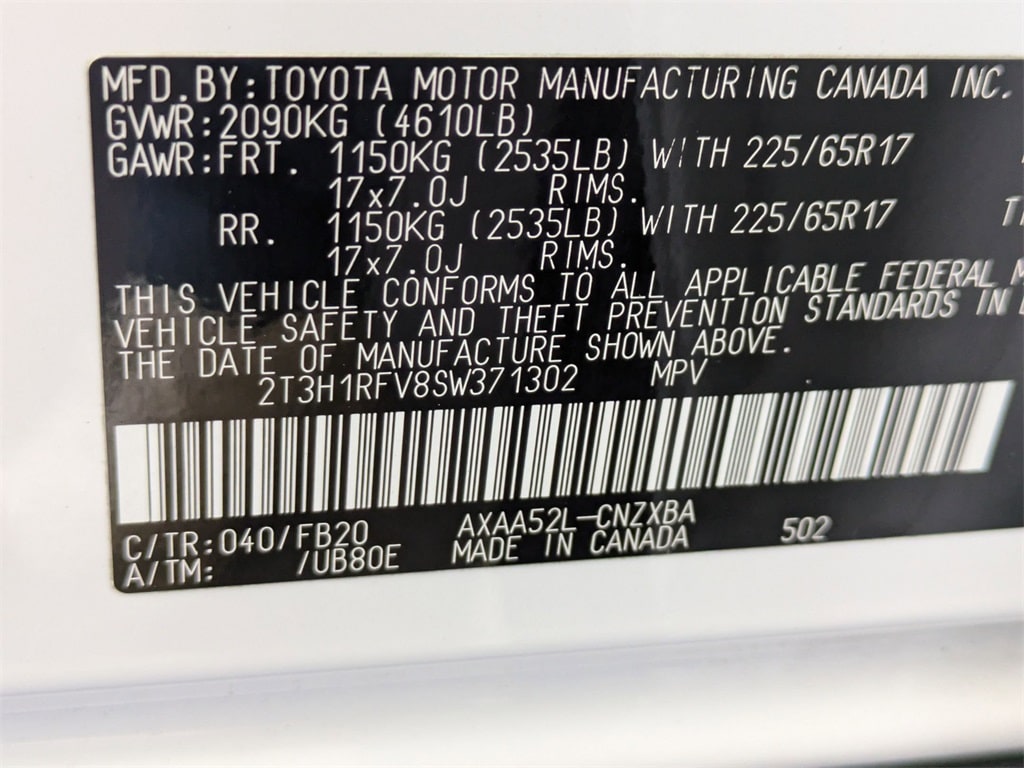 MFD.BY:TOYOTA MOTOR MANUFACTURING CANADA INC.
GVWR:2090KG (4610LB)
GAWR:FRT. 1150KG (2535LB) WITH 225/65R17
17x7.0J RIMS.
RR. 1150KG (2535LB) WITH 225/65R17
17x7.0J RIMS.
THIS VEHICLE CONFORMS TO ALL APPLICABLE FEDERAL
VEHICLE SAFETY AND THEFT PREVENTION STANDARDS IN
THE DATE OF MANUFACTURE SHOWN ABOVE.
2T3H1RFV8SW371302 MPV
C/TR:040/FB20 AXAA52L-CNZXBA 502
A/TM: /UB80E MADE IN CANADA